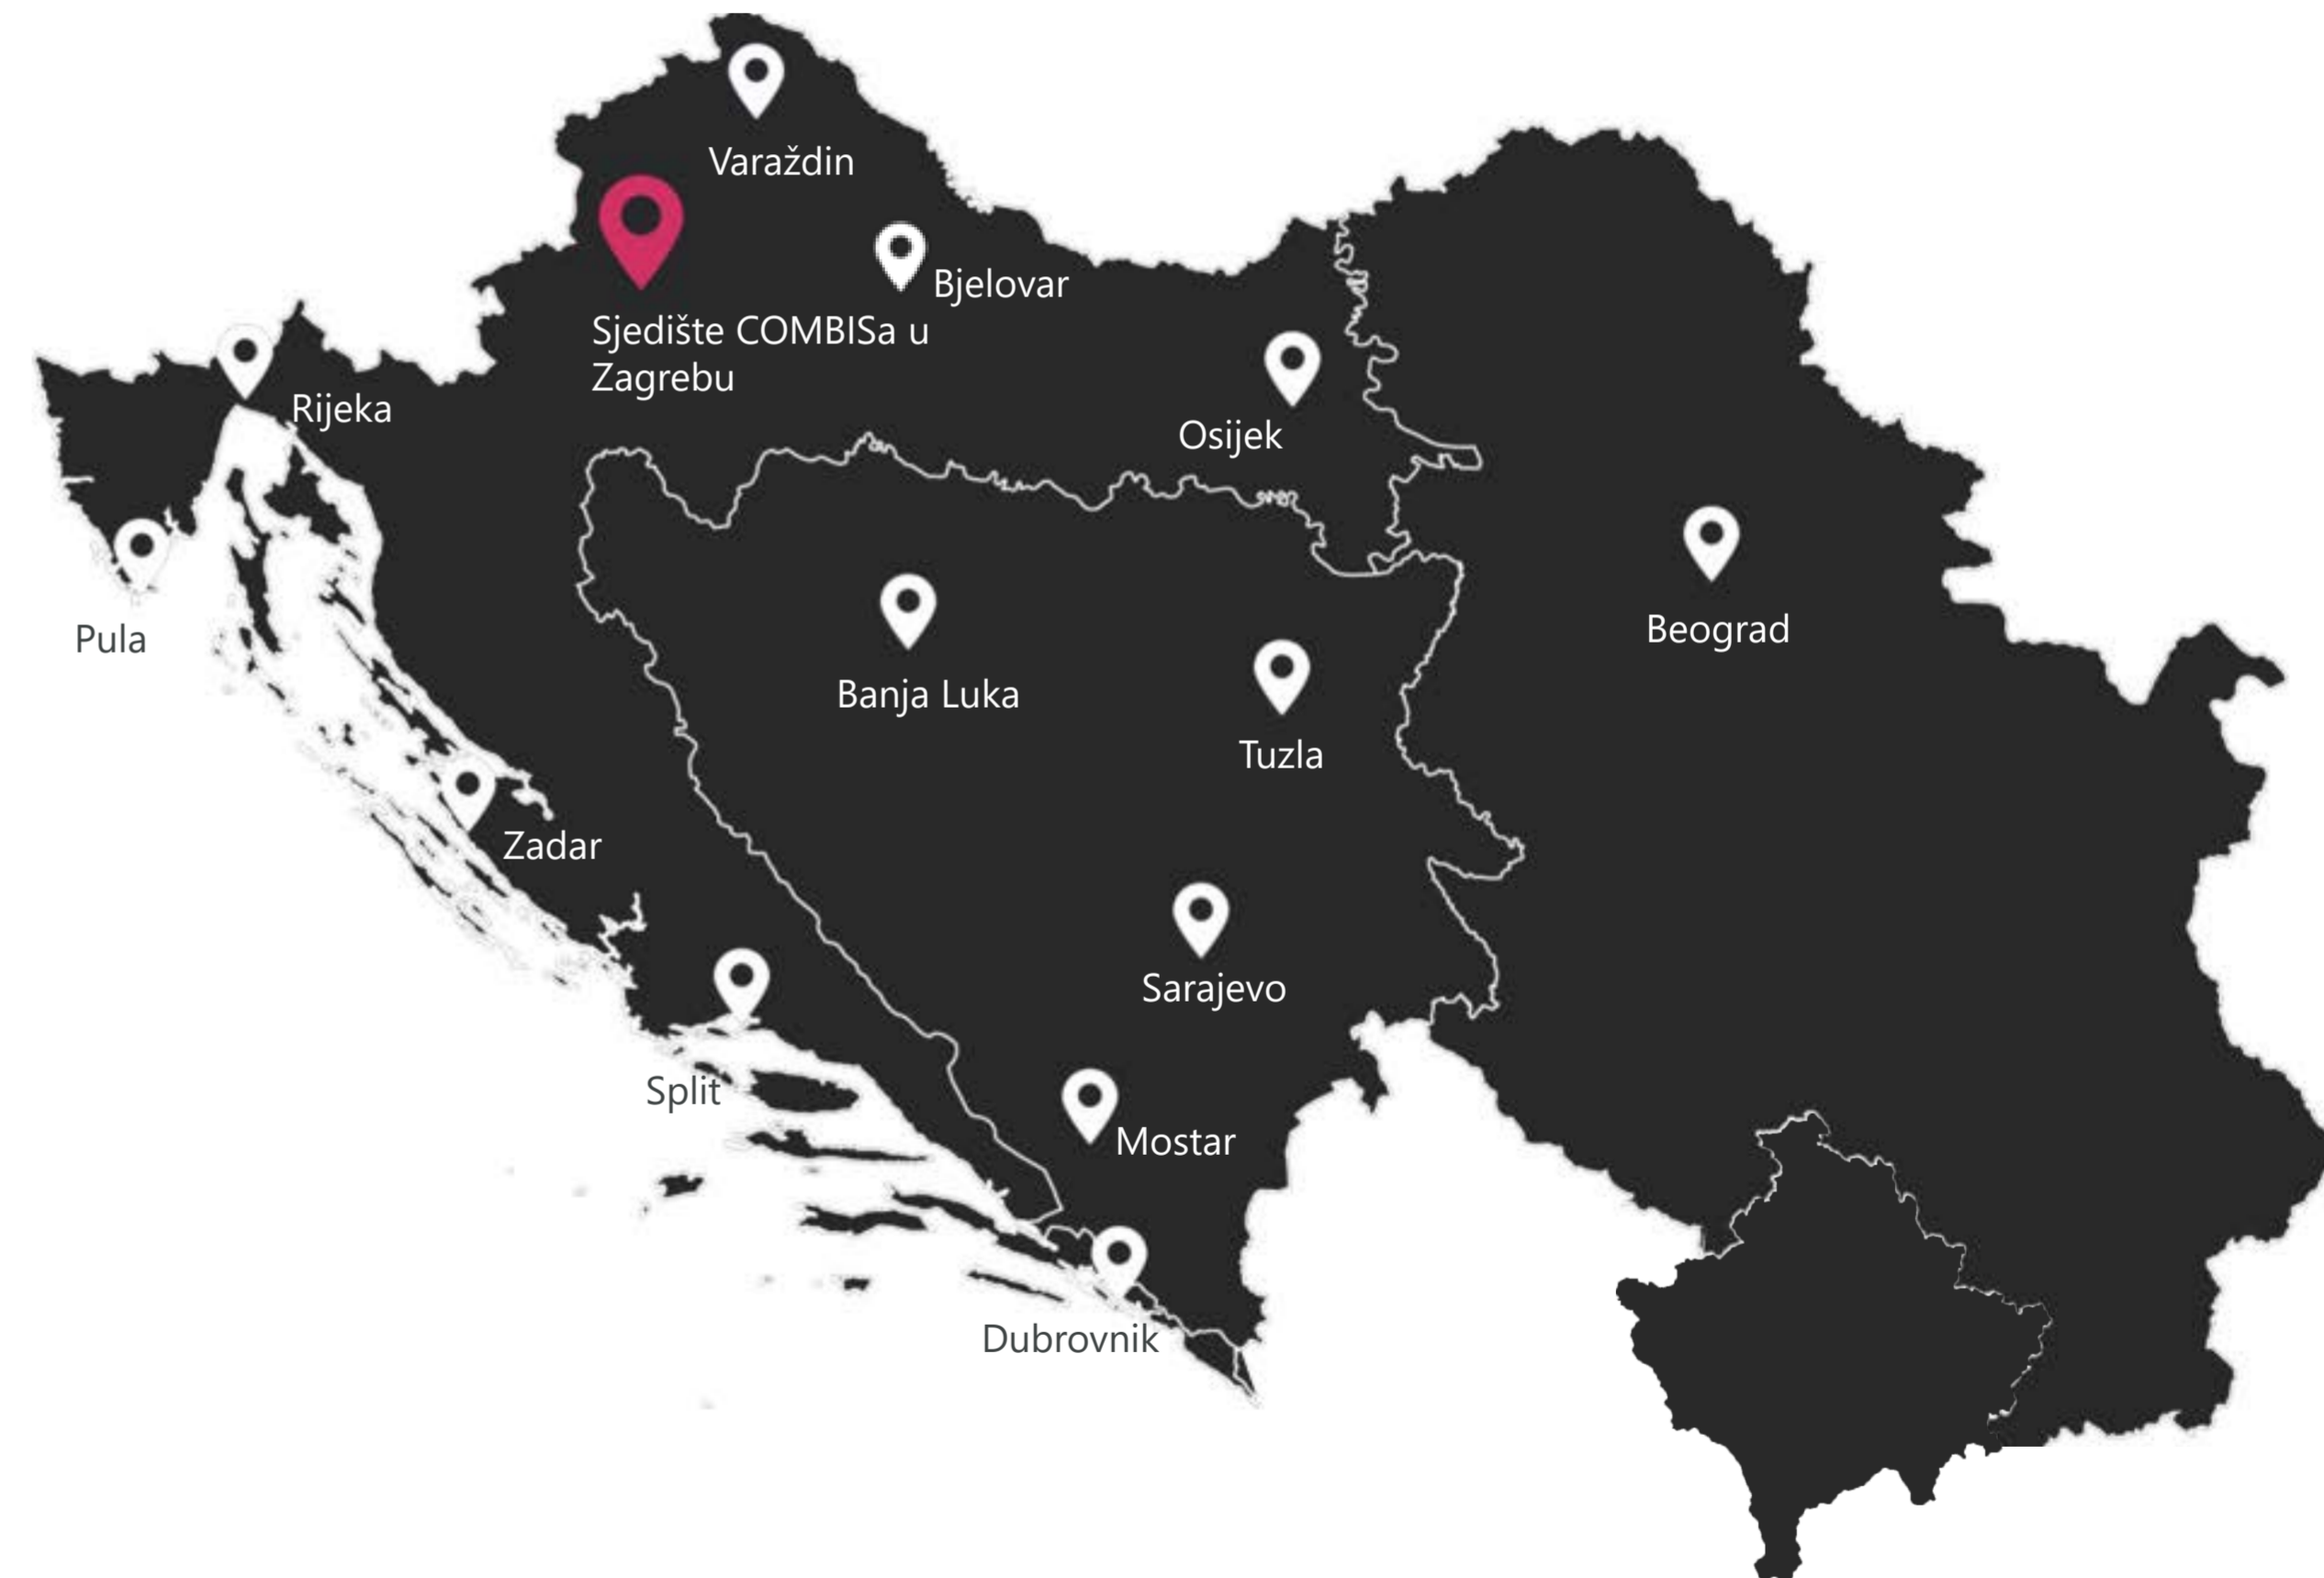 Varaždin
Bjelovar
Sjedište COMBISa u
Zagrebu
Rijeka
Osijek
Beograd
Pula
Banja Luka
Tuzla
Zadar
Sarajevo
Split
Mostar
Dubrovnik